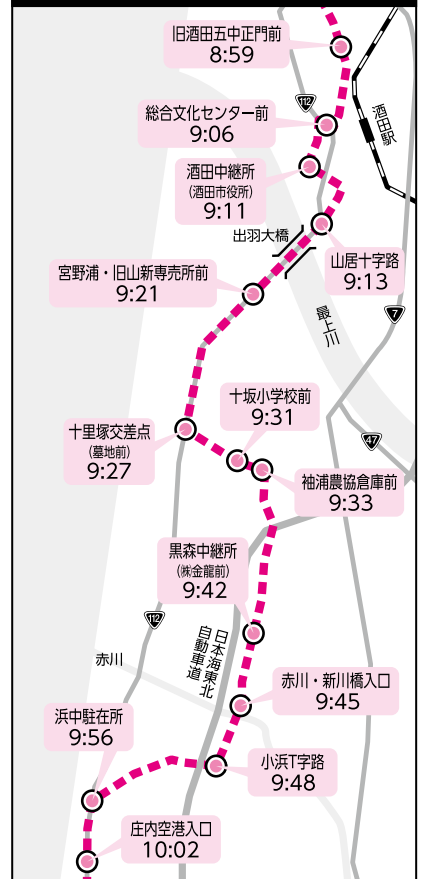 旧酒田五中正門前
8:59
112
総合文化センター前
9:06
酒田駅
酒田中継所
(酒田市役所)
9:11
出羽大橋
山居十字路
9:13
宮野浦・旧山新専売所前
9:21
最上川
7
十坂小学校前
9:31
十里塚交差点
(墓地前)
9:27
47
袖浦農協倉庫前
9:33
黒森中継所
(㈱金龍前)
9:42
112
日本海東北
自動車道
赤川
赤川・新川橋入口
9:45
浜中駐在所
9:56
小浜T字路
9:48
庄内空港入口
10:02